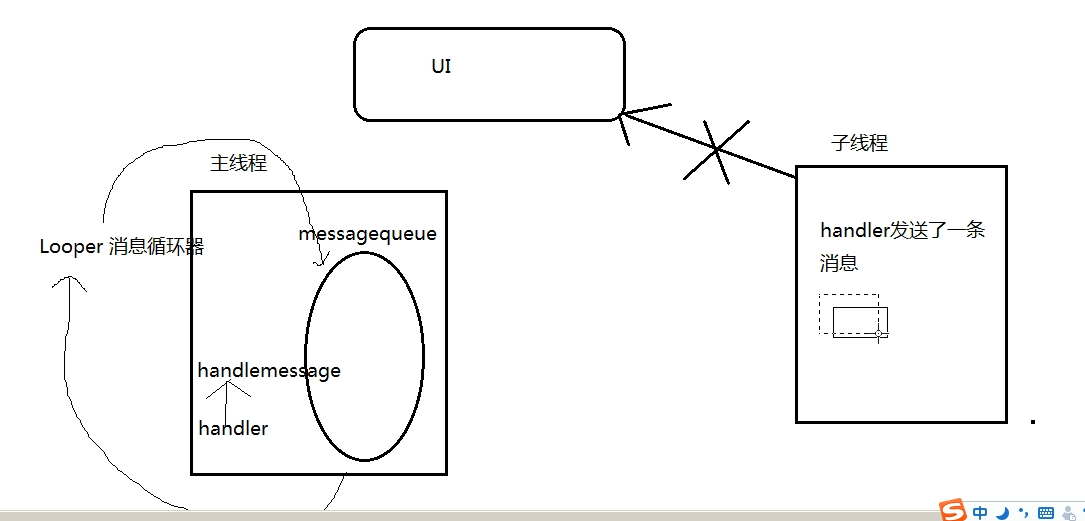 UI
子线程
主线程
messagequeue
Looper 消息循环器
handler发送了一条
消息
handlemessage
handler
S中